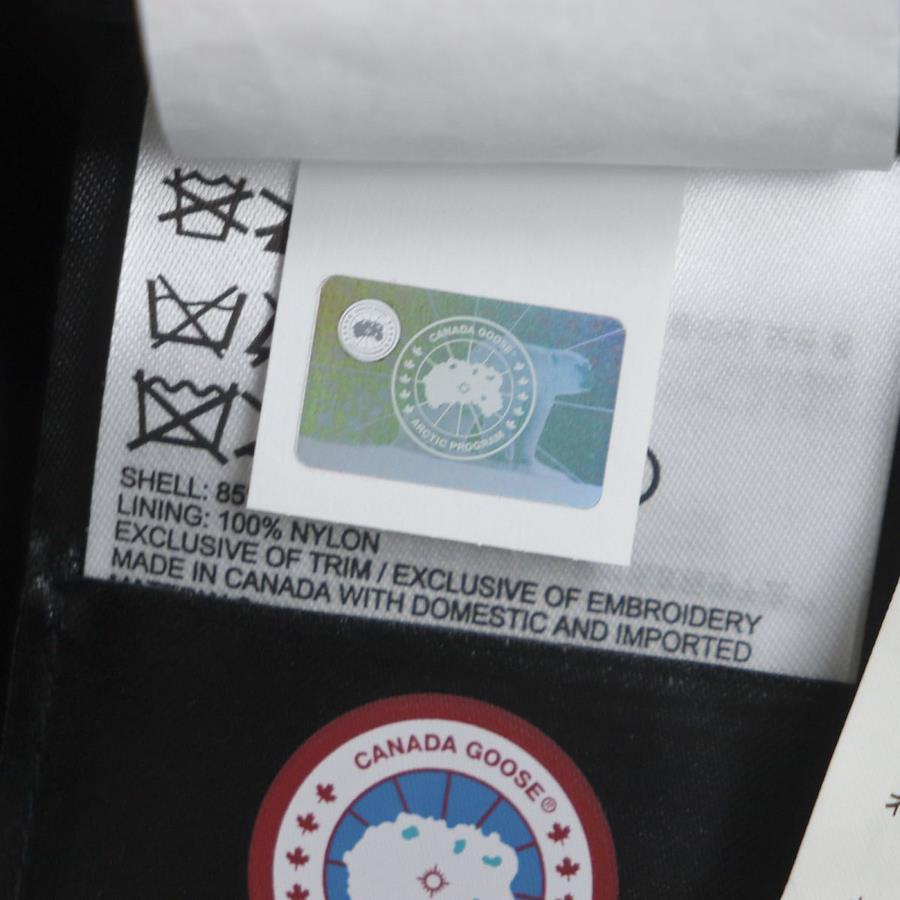 CANADA GOOSE
ARCTIC PROGRAM
SHELL: 85
LINING: 100% NYLON
EXCLUSIVE OF TRIM / EXCLUSIVE OF EMBROIDERY
MADE IN CANADA WITH DOMESTIC AND IMPORTED
CANADA GOOSE®